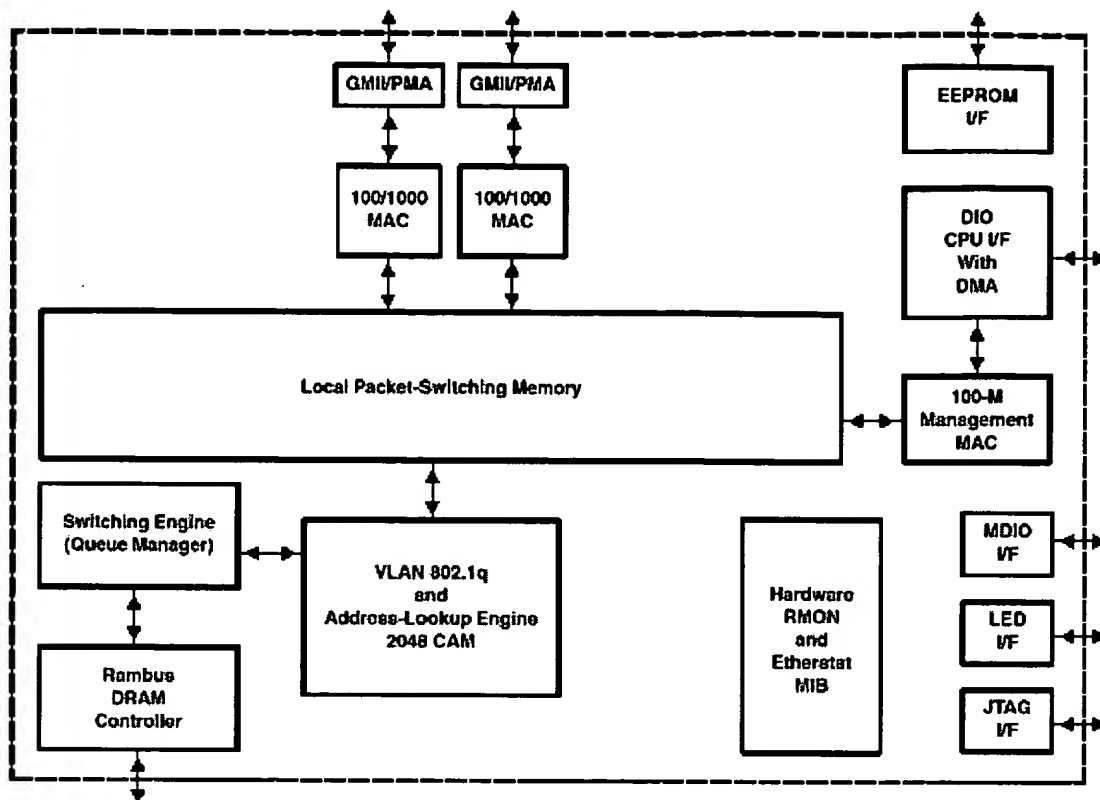 GMII/PMA
GMII/PMA
EEPROM
I/F
100/1000
MAC
100/1000
MAC
DIO
CPU I/F
With
DMA
Local Packet-Switching Memory
100-M
Management
MAC
Switching Engine
(Queue Manager)
VLAN 802.1q
and
Address-Lookup Engine
2048 CAM
Hardware
RMON
and
Etherstat
MIB
MDIO
I/F
LED
I/F
Rambus
DRAM
Controller
JTAG
I/F